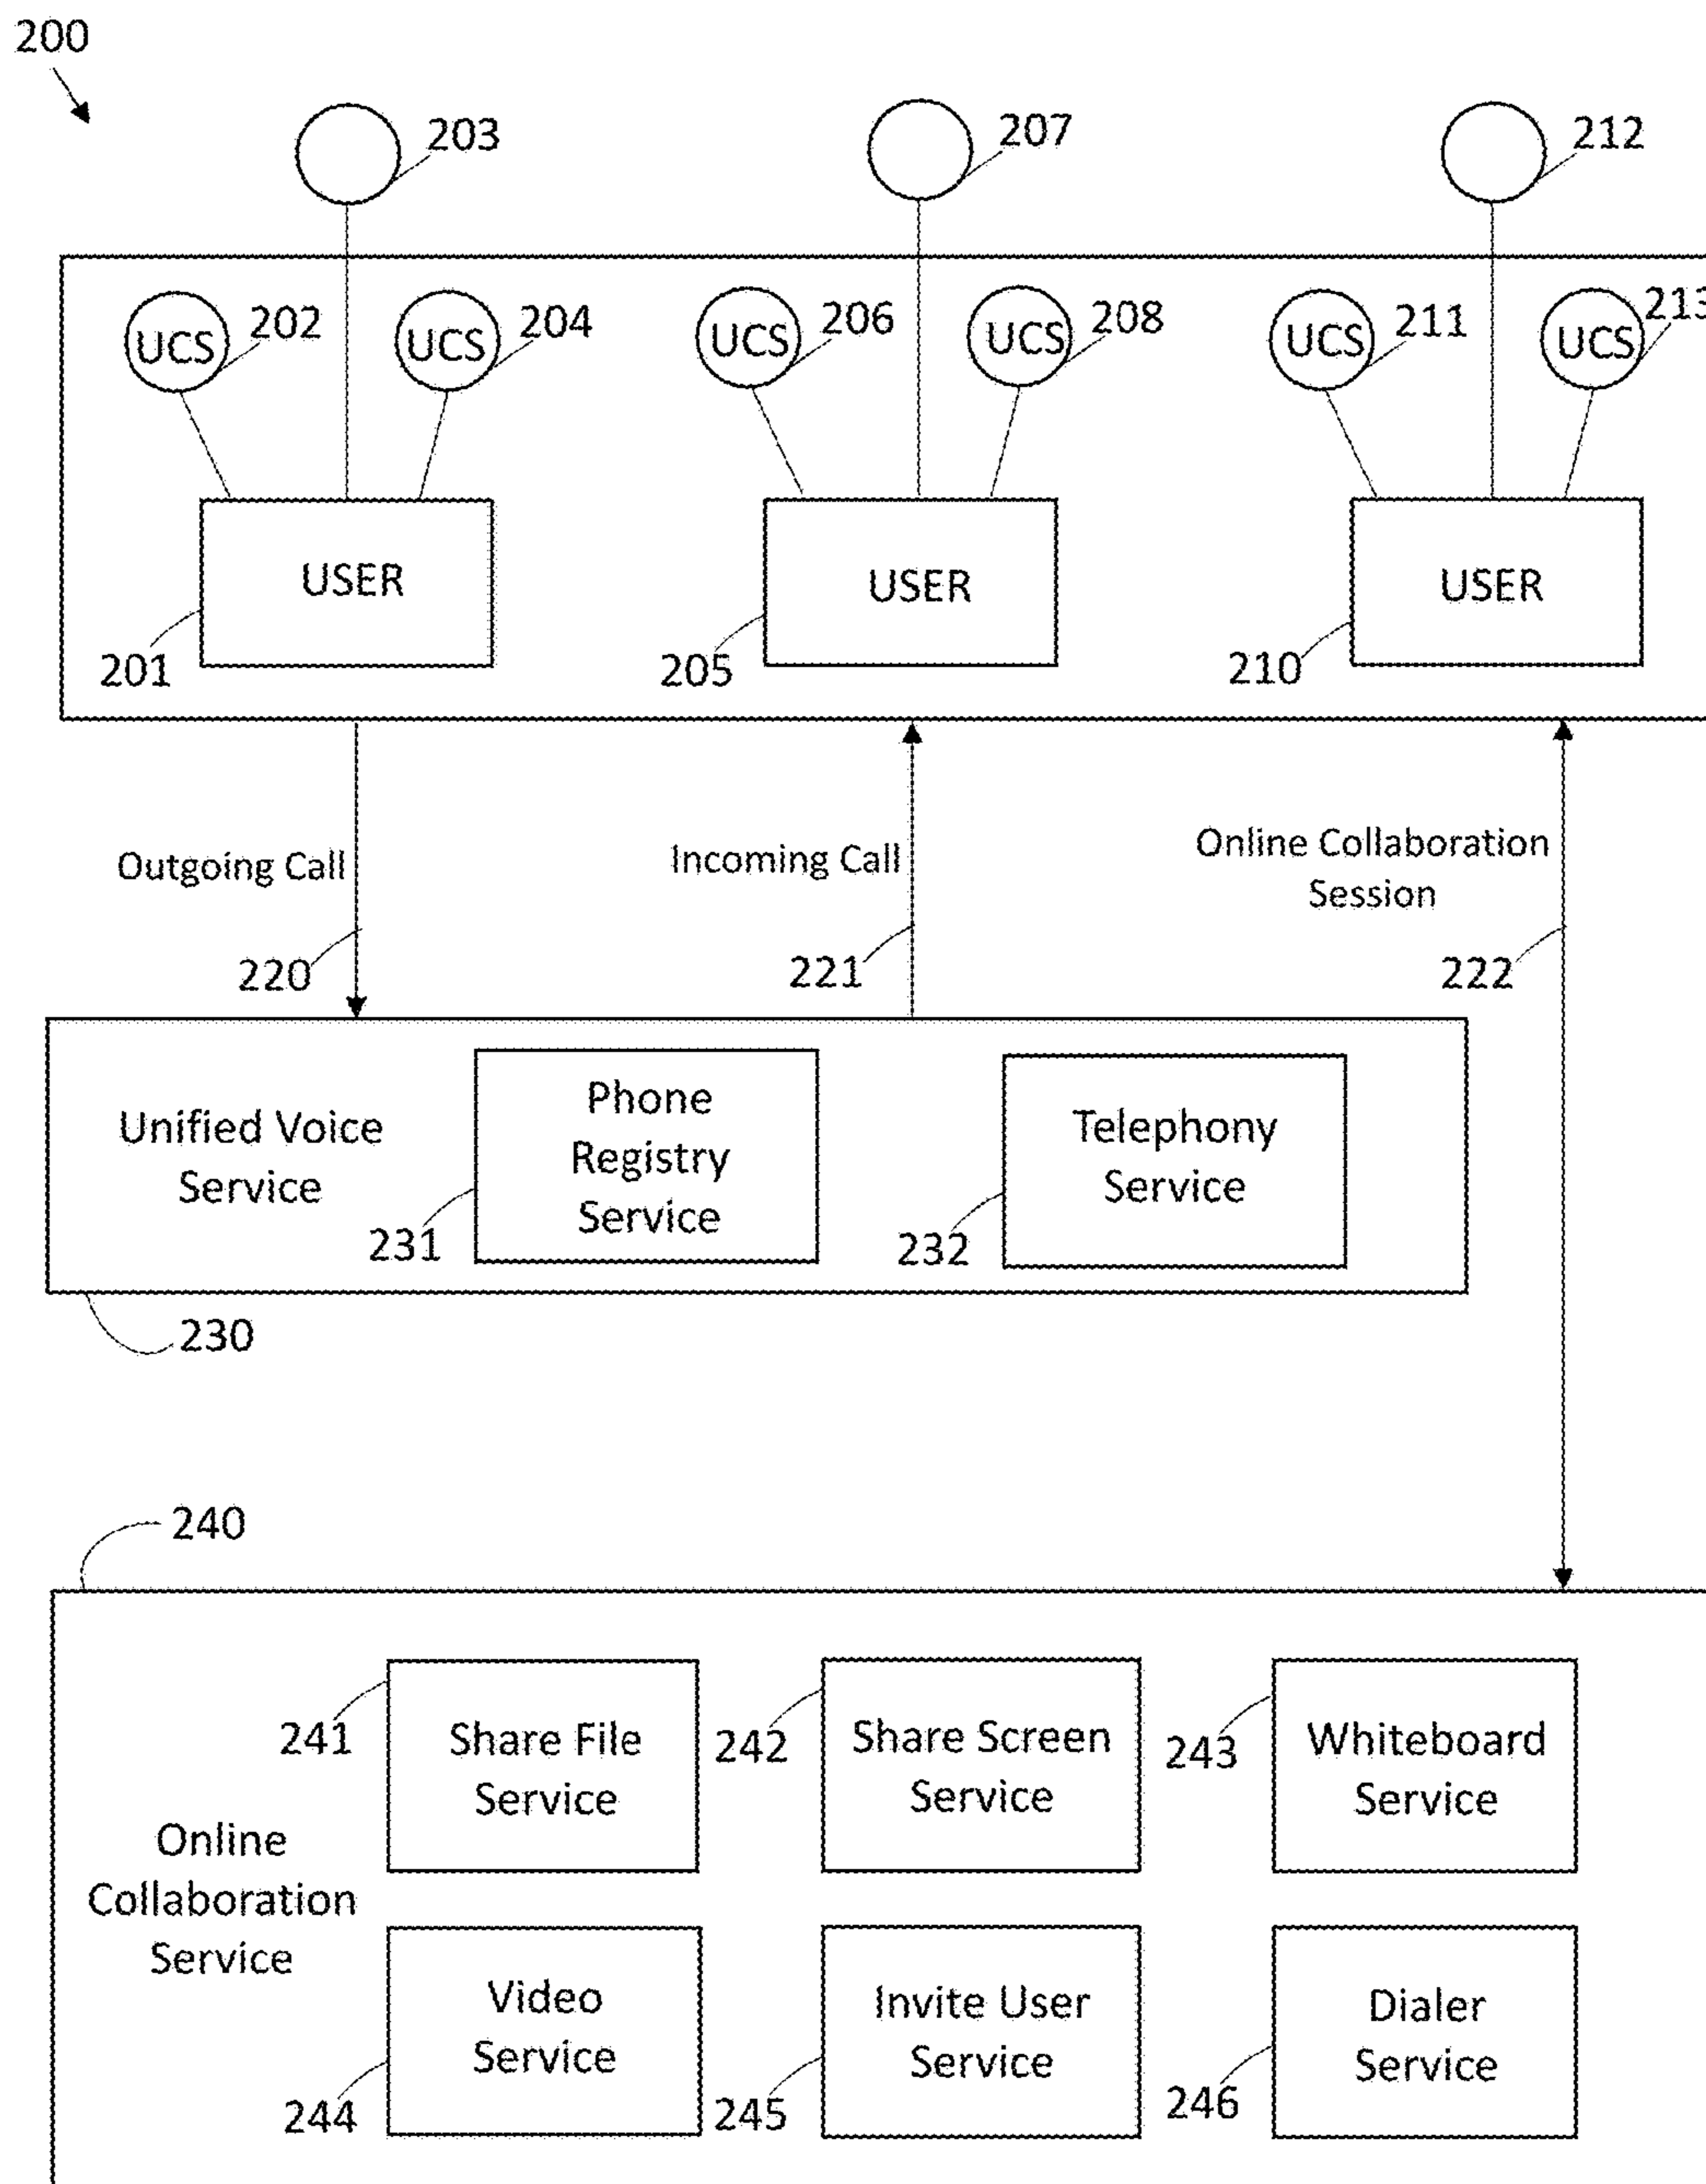 200
203
207
212
UCS
202
UCS
204
UCS
206
UCS
208
UCS
211
UCS
213
USER
USER
USER
201
205
210
Outgoing Call
Incoming Call
Online Collaboration
Session
220
221
222
Unified Voice
Service
Phone
Registry
Service
Telephony
Service
231
232
230
240
241
Share File
Service
242
Share Screen
Service
243
Whiteboard
Service
Online
Collaboration
Service
Video
Service
244
Invite User
Service
245
Dialer
Service
246